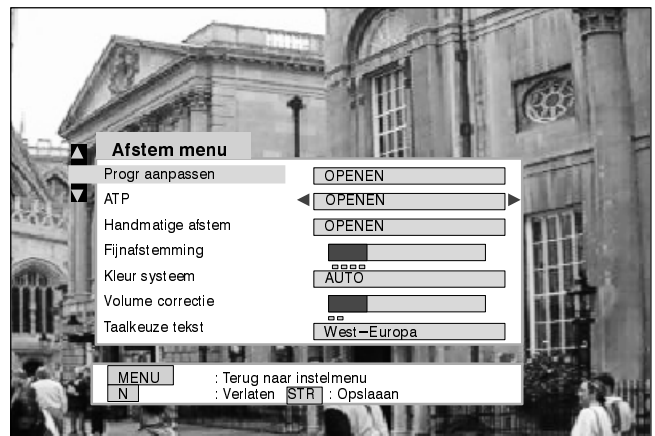 Afstem menu
Progr aanpassen OPENEN
ATP OPENEN
Handmatige afstem OPENEN
Fijnafstemming
Kleur systeem AUTO
Volume correctie
Taalkeuze tekst West-Europa
MENU : Terug naar instelmenu
N : Verlaten STR : Opslaaan